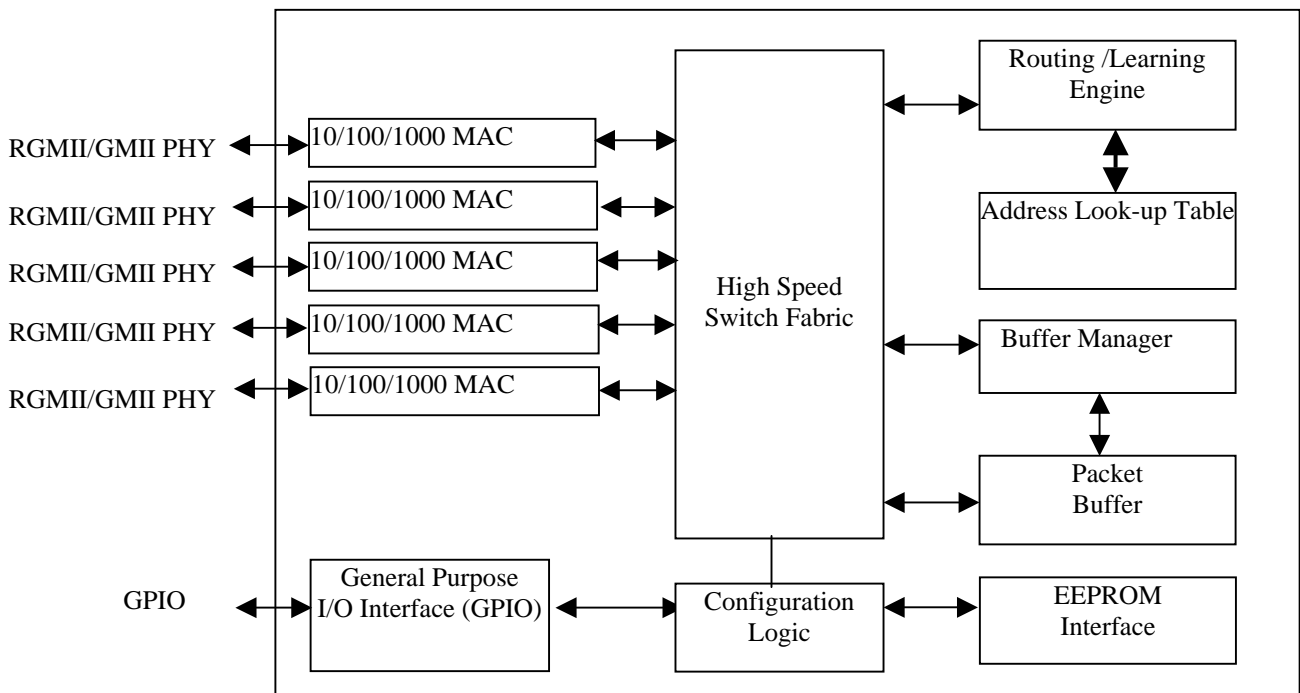 Routing /Learning
Engine
RGMII/GMII PHY
10/100/1000 MAC
RGMII/GMII PHY
10/100/1000 MAC
Address Look-up Table
RGMII/GMII PHY
10/100/1000 MAC
High Speed
Switch Fabric
RGMII/GMII PHY
10/100/1000 MAC
Buffer Manager
RGMII/GMII PHY
10/100/1000 MAC
Packet
Buffer
GPIO
General Purpose
I/O Interface (GPIO)
Configuration
Logic
EEPROM
Interface